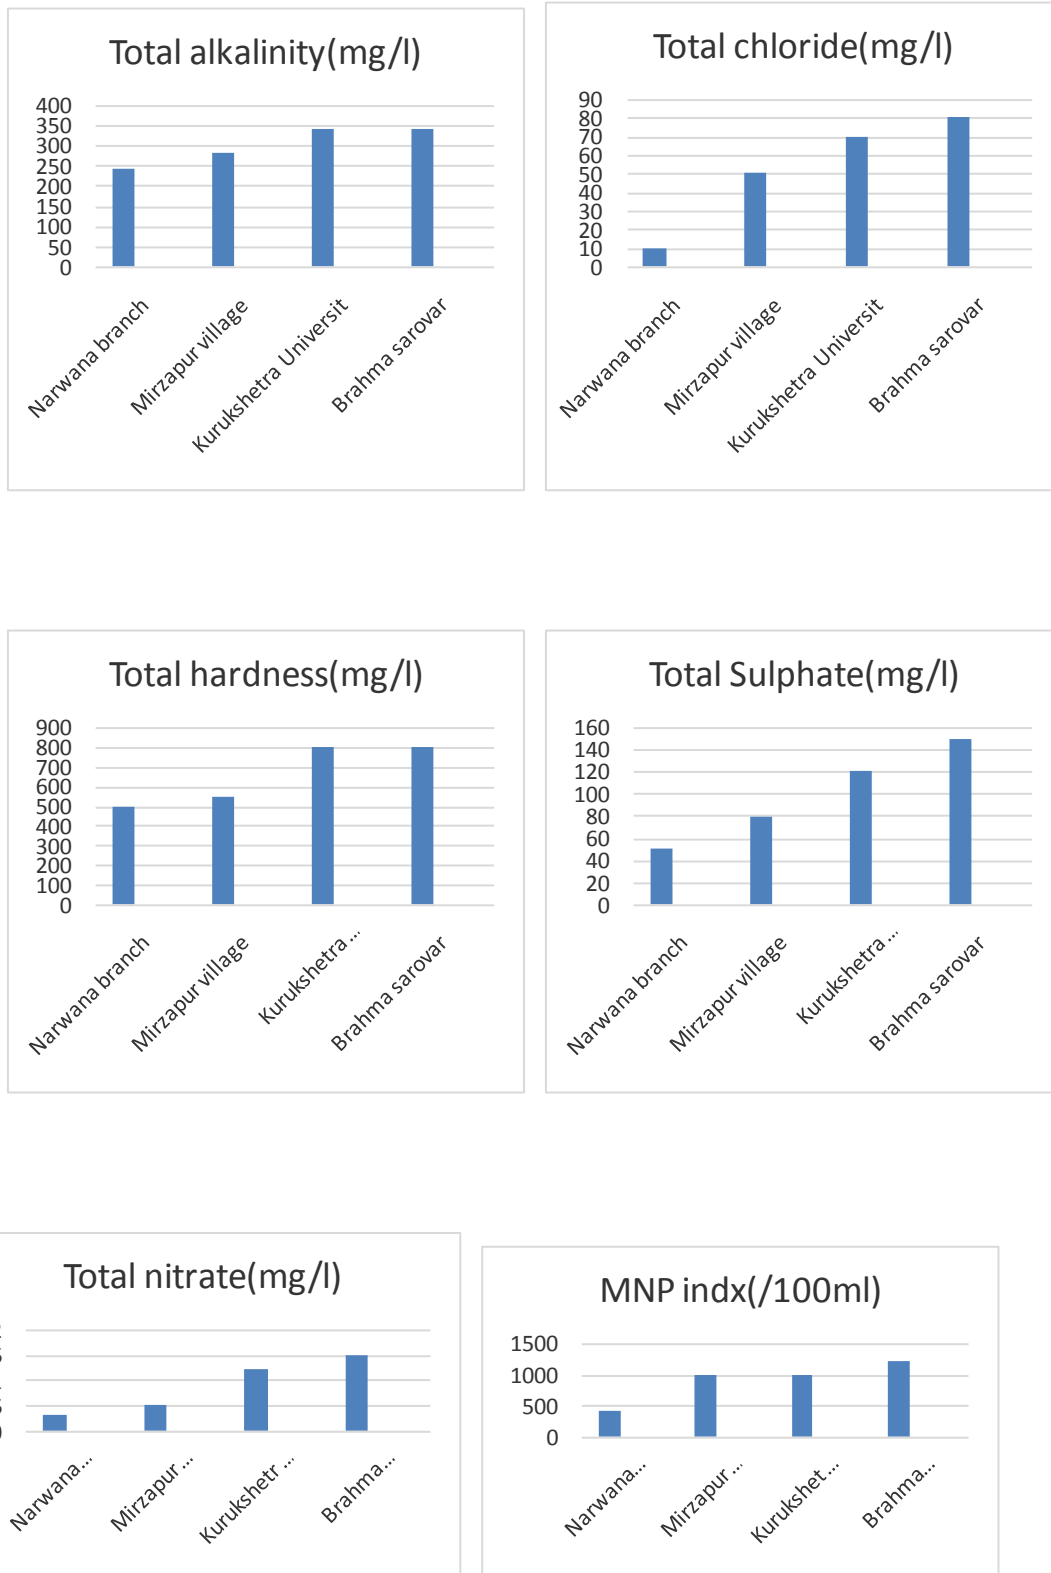 Total alkalinity(mg/l)
400
350
300
250
200
150
100
50
0
Narwana branch
Mirzapur village
Kurukshetra Universit
Brahma sarovar
Total chloride(mg/l)
90
80
70
60
50
40
30
20
10
0
Narwana branch
Mirzapur village
Kurukshetra Universit
Brahma sarovar
Total hardness(mg/l)
900
800
700
600
500
400
300
200
100
0
Narwana branch
Mirzapur village
Kurukshetra...
Brahma sarovar
Total Sulphate(mg/l)
160
140
120
100
80
60
40
20
0
Narwana branch
Mirzapur village
Kurukshetra...
Brahma sarovar
Total nitrate(mg/l)
Narwana...
Mirzapur...
Kurukshetr...
Brahma...
MNP indx(/100ml)
1500
1000
500
0
Narwana...
Mirzapur...
Kurukshet...
Brahma...